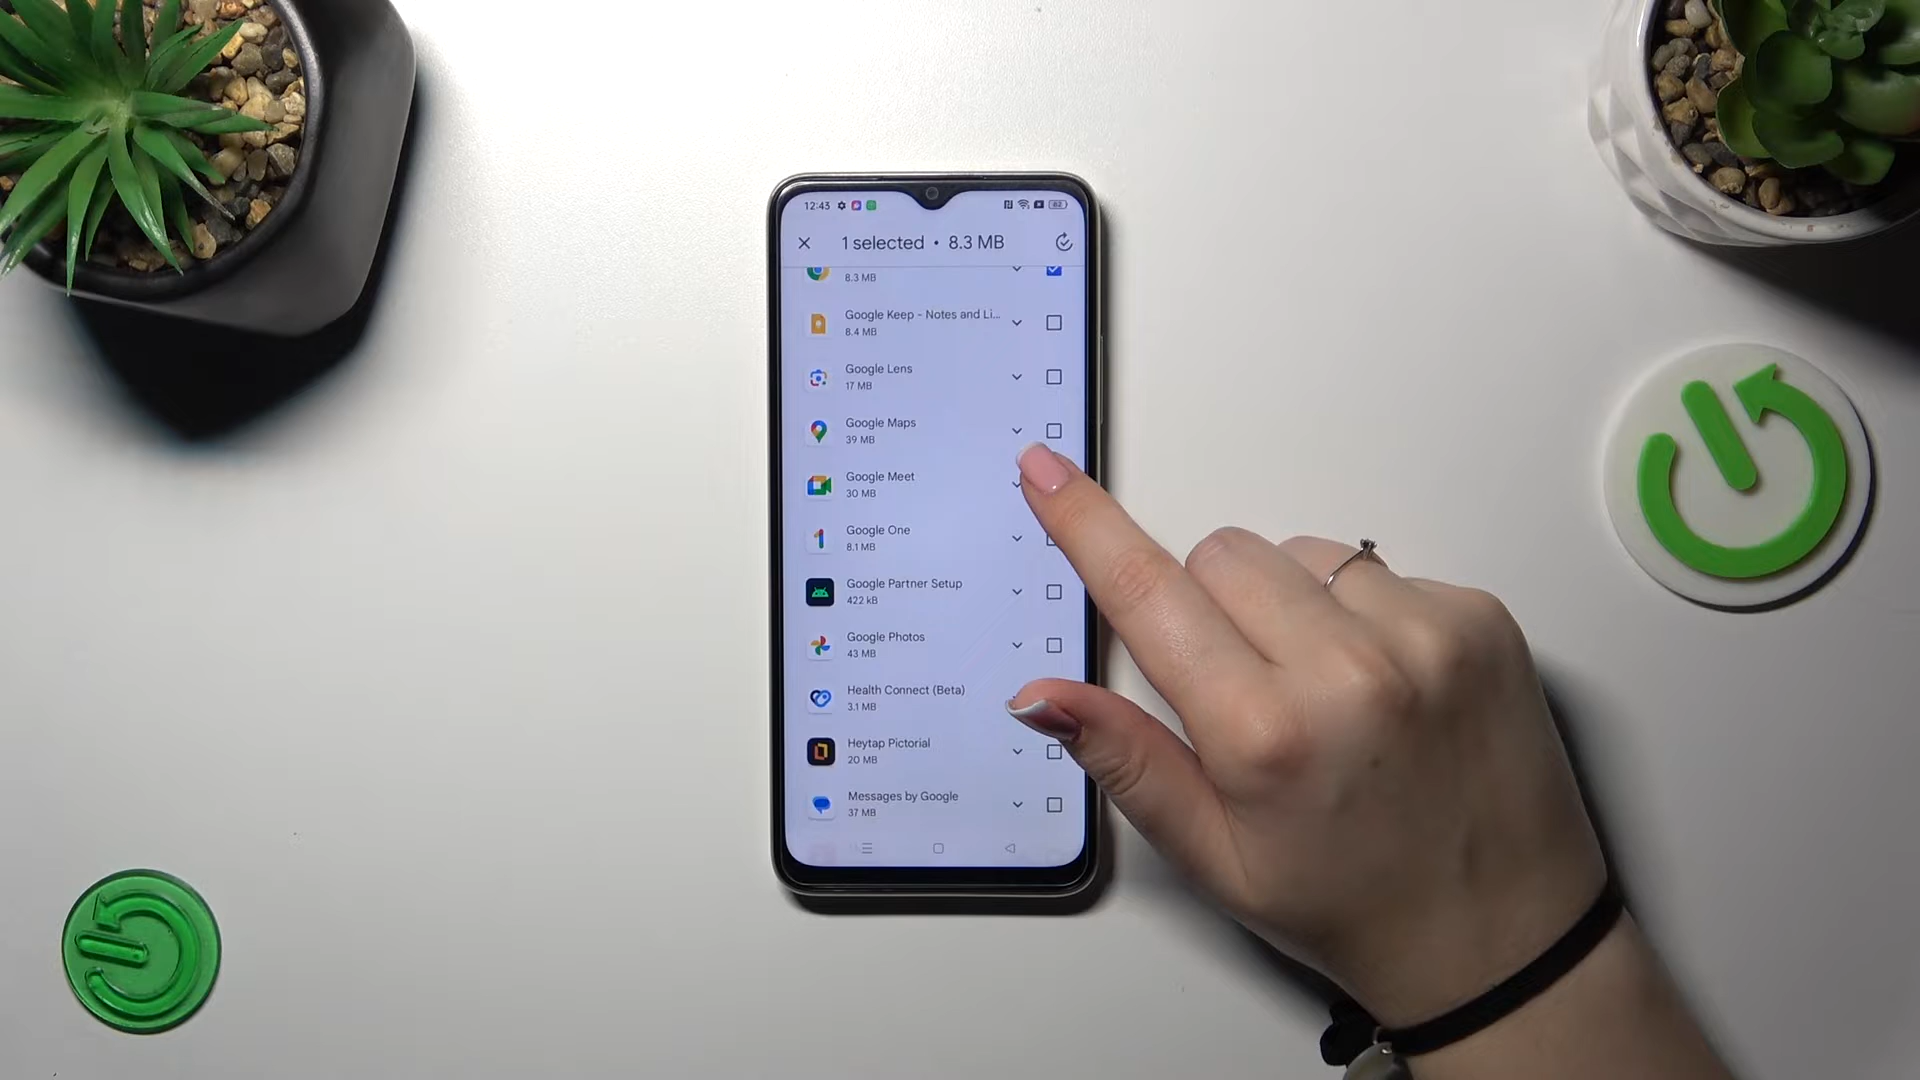 12:43
82
1 selected • 8.3 MB
8.3 MB
Google Keep - Notes and Li...
8.4 MB
Google Lens
17 MB
Google Maps
39 MB
Google Meet
30 MB
Google One
8.1 MB
Google Partner Setup
422 kB
Google Photos
43 MB
Health Connect (Beta)
3.1 MB
Heytap Pictorial
20 MB
Messages by Google
37 MB